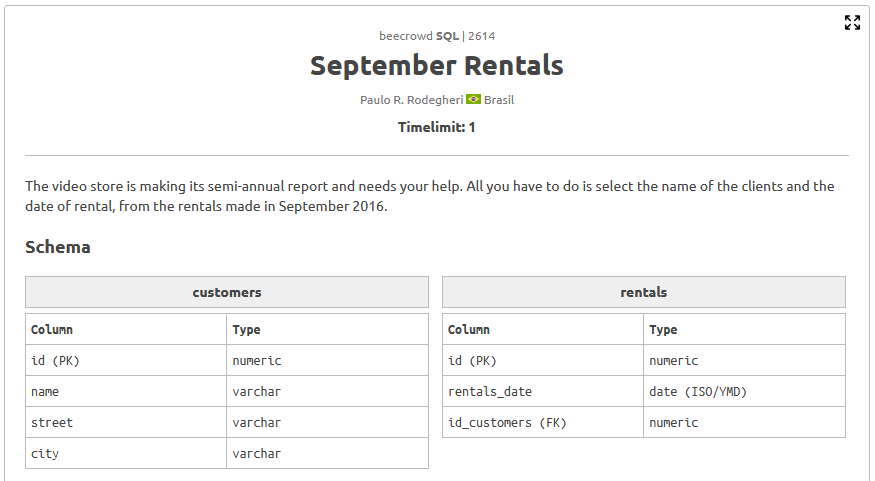 beecrowd SQL | 2614
September Rentals
Paulo R. Rodegheri Brasil
Timelimit: 1
The video store is making its semi-annual report and needs your help. All you have to do is select the name of the clients and the
date of rental, from the rentals made in September 2016.
Schema
customers
Column Type
id (PK) numeric
name varchar
street varchar
city varchar
rentals
Column Type
id (PK) numeric
rentals_date date (ISO/YMD)
id_customers (FK) numeric